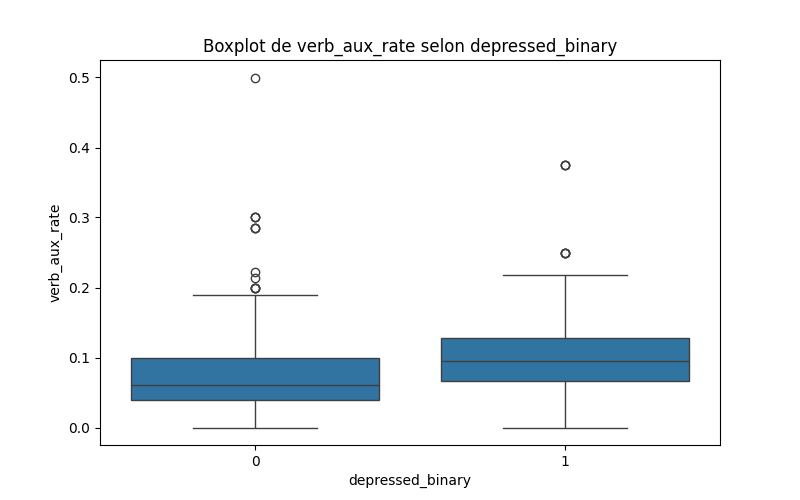 Boxplot de verb_aux_rate selon depressed_binary
0.5
0.4
0.3
0.2
0.1
0.0
verb_aux_rate
0 1
depressed_binary